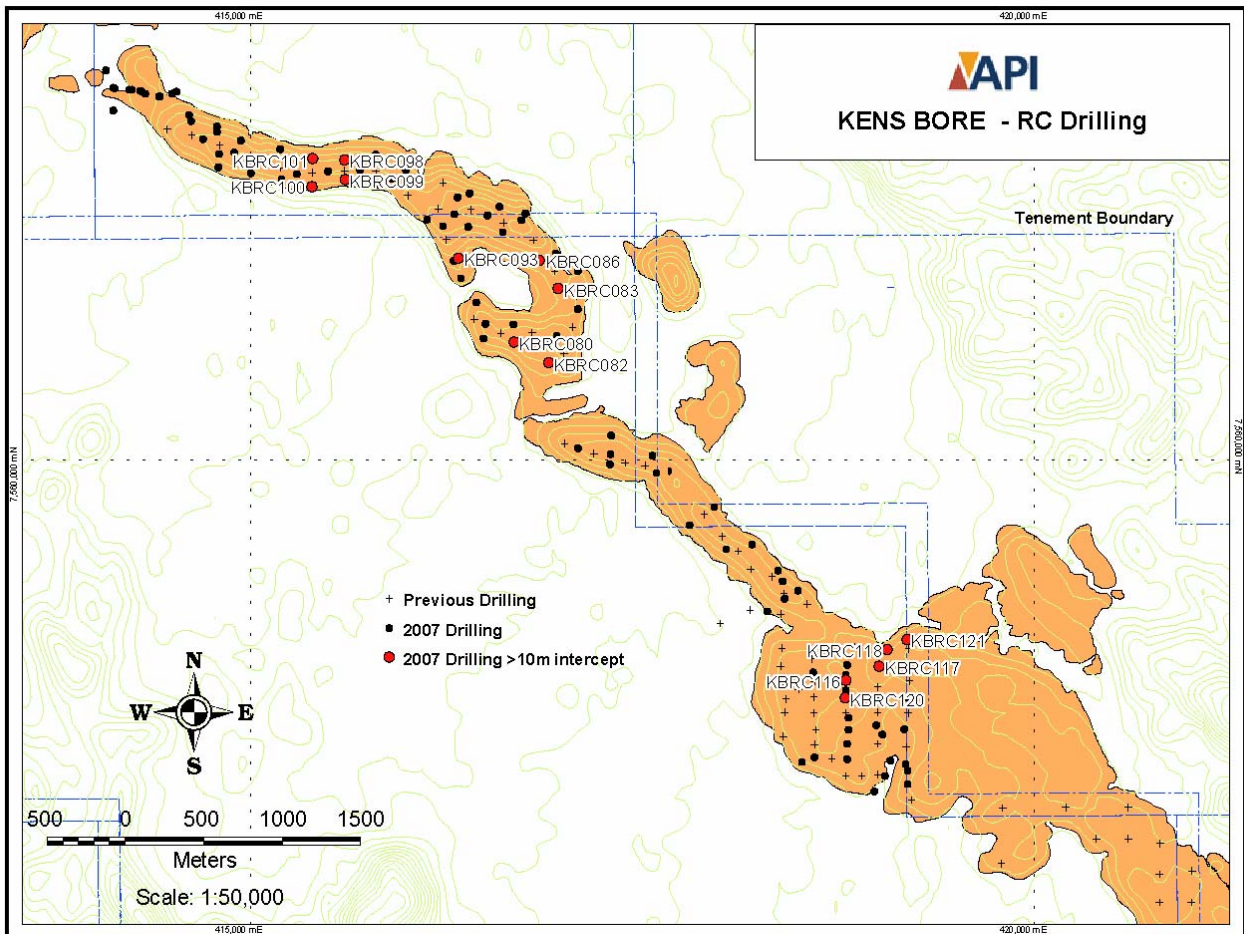 415,000 mE
420,000 mE
API
KENS BORE - RC Drilling
KBRC101
KBRC098
KBRC100
KBRC099
Tenement Boundary
KBRC093
KBRC086
KBRC083
KBRC080
KBRC082
7,560,000 mN
7,560,000 mN
Previous Drilling
2007 Drilling
2007 Drilling >10m intercept
KBRC121
KBRC118
KBRC117
KBRC116
KBRC120
N
W E
S
500 0 500 1000 1500
Meters
Scale: 1:50,000
415,000 mE
420,000 mE